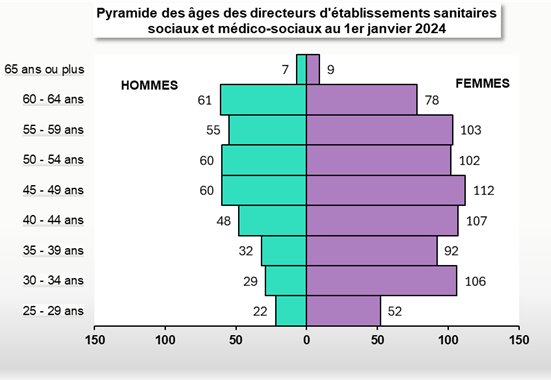 Pyramide des âges des directeurs d'établissements sanitaires
sociaux et médico-sociaux au 1er janvier 2024
HOMMES
FEMMES
65 ans ou plus 7 9
60 - 64 ans 61 78
55 - 59 ans 55 103
50 - 54 ans 60 102
45 - 49 ans 60 112
40 - 44 ans 48 107
35 - 39 ans 32 92
30 - 34 ans 29 106
25 - 29 ans 22 52
150 100 50 0 50 100 150